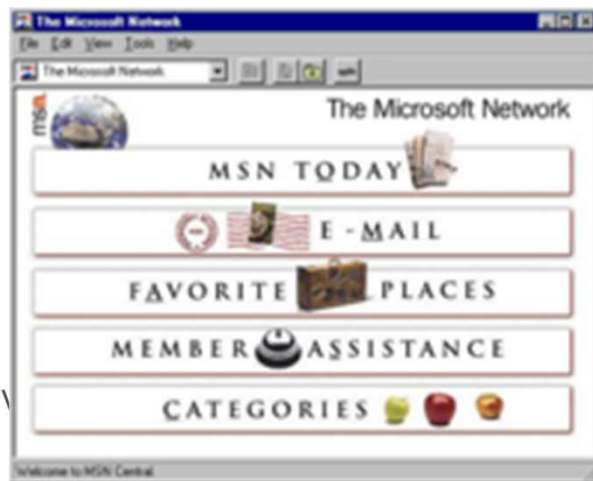 The Microsoft Network
File Edit View Tools Help
The Microsoft Network
msn
The Microsoft Network
MSN TODAY
E-MAIL
FAVORITE PLACES
MEMBER ASSISTANCE
CATEGORIES
Welcome to MSN Central